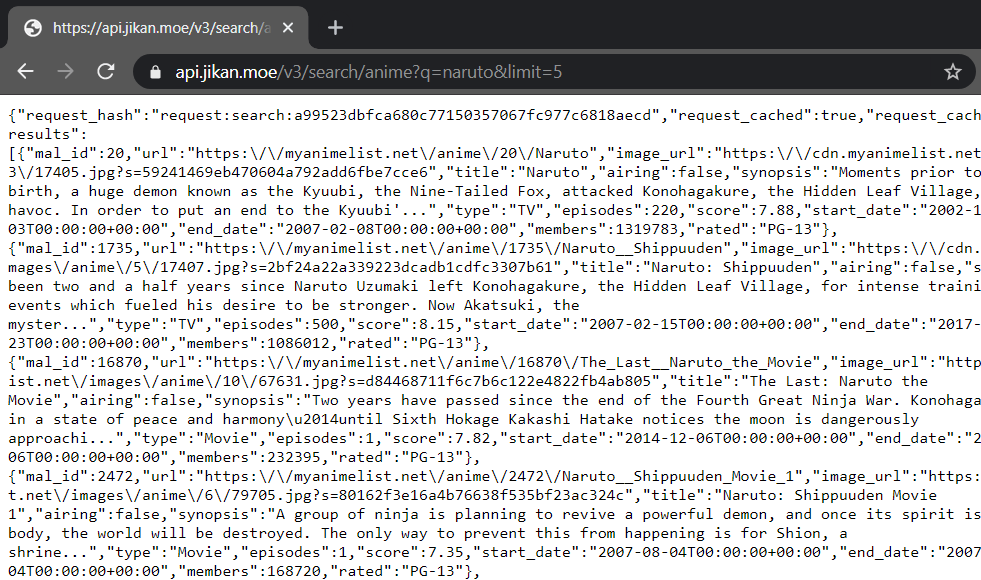 https://api.jikan.moe/v3/search/a
api.jikan.moe/v3/search/anime?q=naruto&limit=5
{"request_hash":"request:search:a99523dbfca680c77150357067fc977c6818aecd","request_cached":true,"request_cach
results":
[{"mal_id":20,"url":"https:\/\/myanimelist.net\/anime\/20\/Naruto","image_url":"https:\/\/cdn.myanimelist.net
3\/17405.jpg?s=59241469eb470604a792add6fbe7cce6","title":"Naruto","airing":false,"synopsis":"Moments prior to
birth, a huge demon known as the Kyuubi, the Nine-Tailed Fox, attacked Konohagakure, the Hidden Leaf Village,
havoc. In order to put an end to the Kyuubi'...","type":"TV","episodes":220,"score":7.88,"start_date":"2002-1
03T00:00:00+00:00","end_date":"2007-02-08T00:00:00+00:00","members":1319783,"rated":"PG-13"},
{"mal_id":1735,"url":"https:\/\/myanimelist.net\/anime\/1735\/Naruto__Shippuuden","image_url":"https:\/\/cdn.
mages\/anime\/5\/17407.jpg?s=2bf24a22a339223dcadb1cdfc3307b61","title":"Naruto: Shippuuden","airing":false,"s
been two and a half years since Naruto Uzumaki left Konohagakure, the Hidden Leaf Village, for intense traini
events which fueled his desire to be stronger. Now Akatsuki, the
myster...","type":"TV","episodes":500,"score":8.15,"start_date":"2007-02-15T00:00:00+00:00","end_date":"2017-
23T00:00:00+00:00","members":1086012,"rated":"PG-13"},
{"mal_id":16870,"url":"https:\/\/myanimelist.net\/anime\/16870\/The_Last__Naruto_the_Movie","image_url":"http
ist.net\/images\/anime\/10\/67631.jpg?s=d84468711f6c7b6c122e4822fb4ab805","title":"The Last: Naruto the
Movie","airing":false,"synopsis":"Two years have passed since the end of the Fourth Great Ninja War. Konohaga
in a state of peace and harmony\u2014until Sixth Hokage Kakashi Hatake notices the moon is dangerously
approachi...","type":"Movie","episodes":1,"score":7.82,"start_date":"2014-12-06T00:00:00+00:00","end_date":"2
06T00:00:00+00:00","members":232395,"rated":"PG-13"},
{"mal_id":2472,"url":"https:\/\/myanimelist.net\/anime\/2472\/Naruto__Shippuuden_Movie_1","image_url":"https:
t.net\/images\/anime\/6\/79705.jpg?s=80162f3e16a4b76638f535bf23ac324c","title":"Naruto: Shippuuden Movie
1","airing":false,"synopsis":"A group of ninja is planning to revive a powerful demon, and once its spirit is
body, the world will be destroyed. The only way to prevent this from happening is for Shion, a
shrine...","type":"Movie","episodes":1,"score":7.35,"start_date":"2007-08-04T00:00:00+00:00","end_date":"2007
04T00:00:00+00:00","members":168720,"rated":"PG-13"},